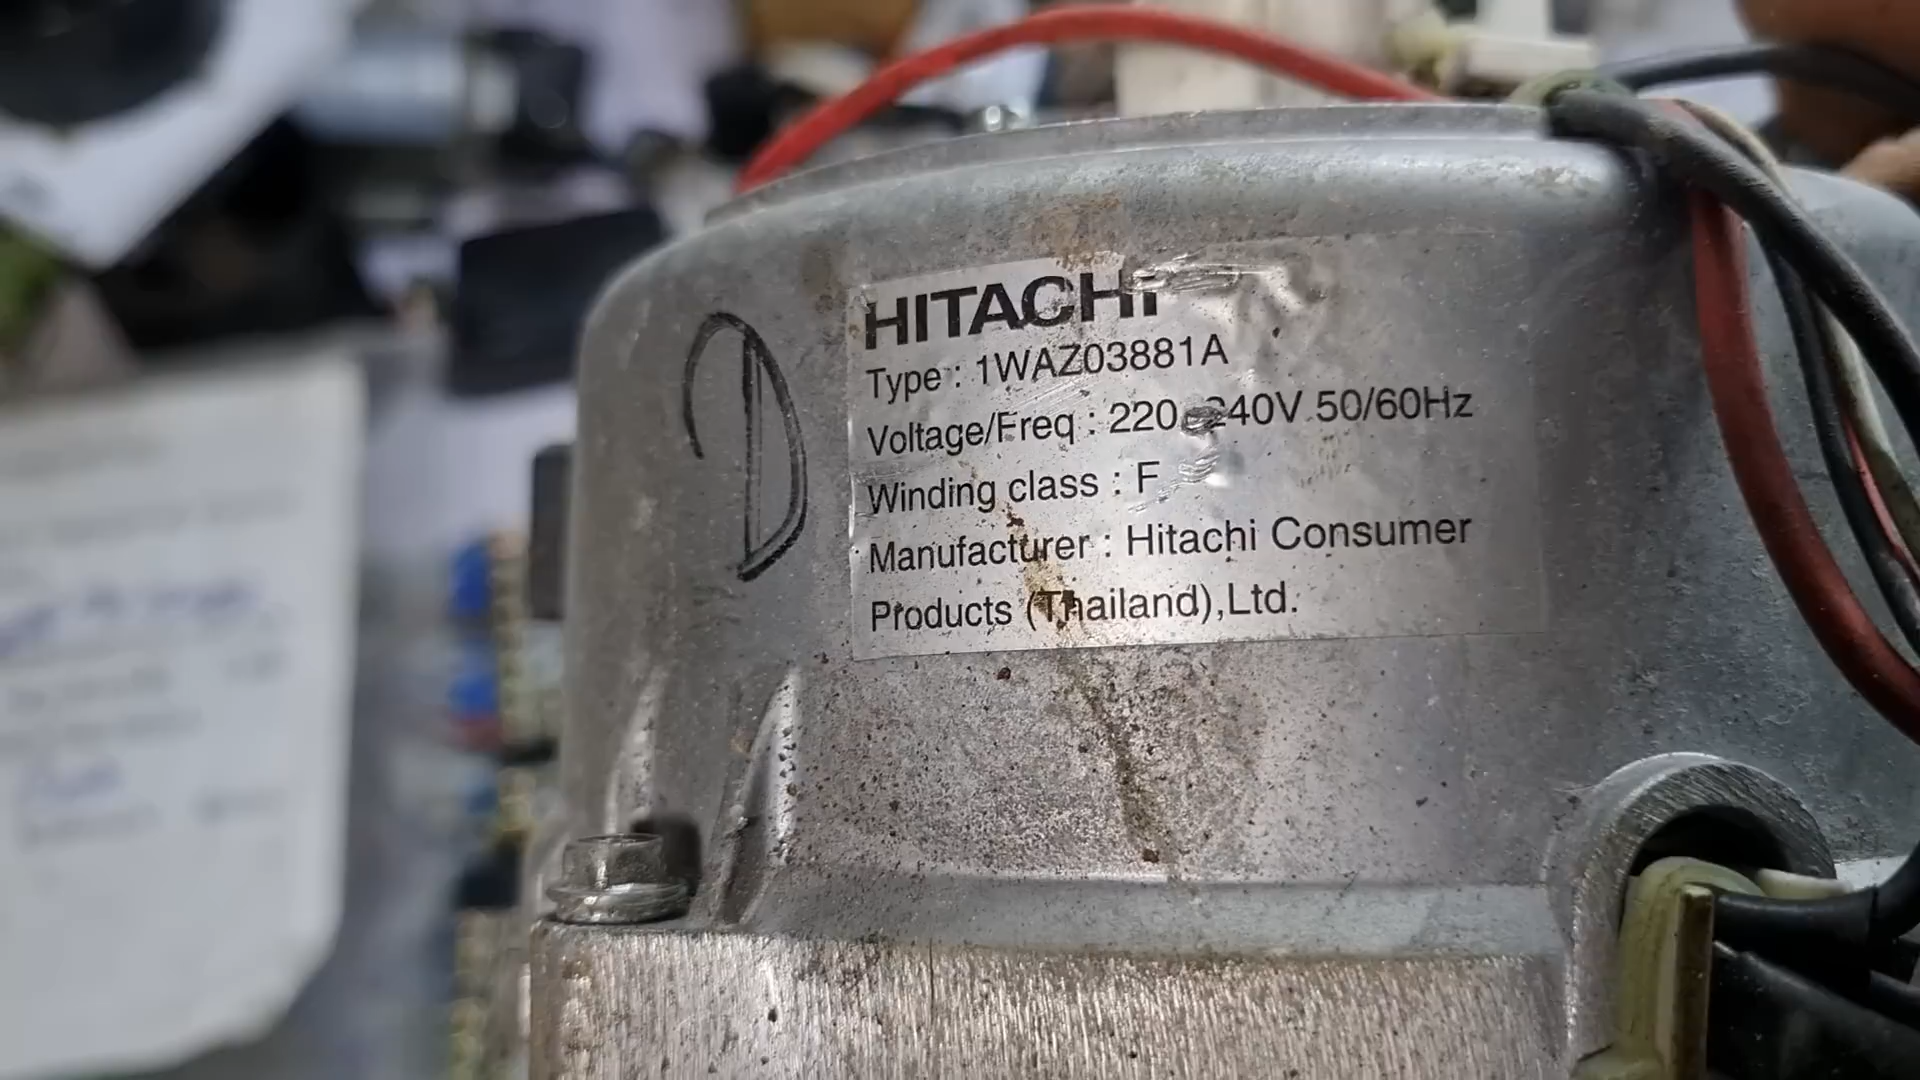 HITACHI
Type : 1WAZ03881A
Voltage/Freq : 220-240V 50/60Hz
Winding class : F
Manufacturer : Hitachi Consumer
Products (Thailand),Ltd.
D